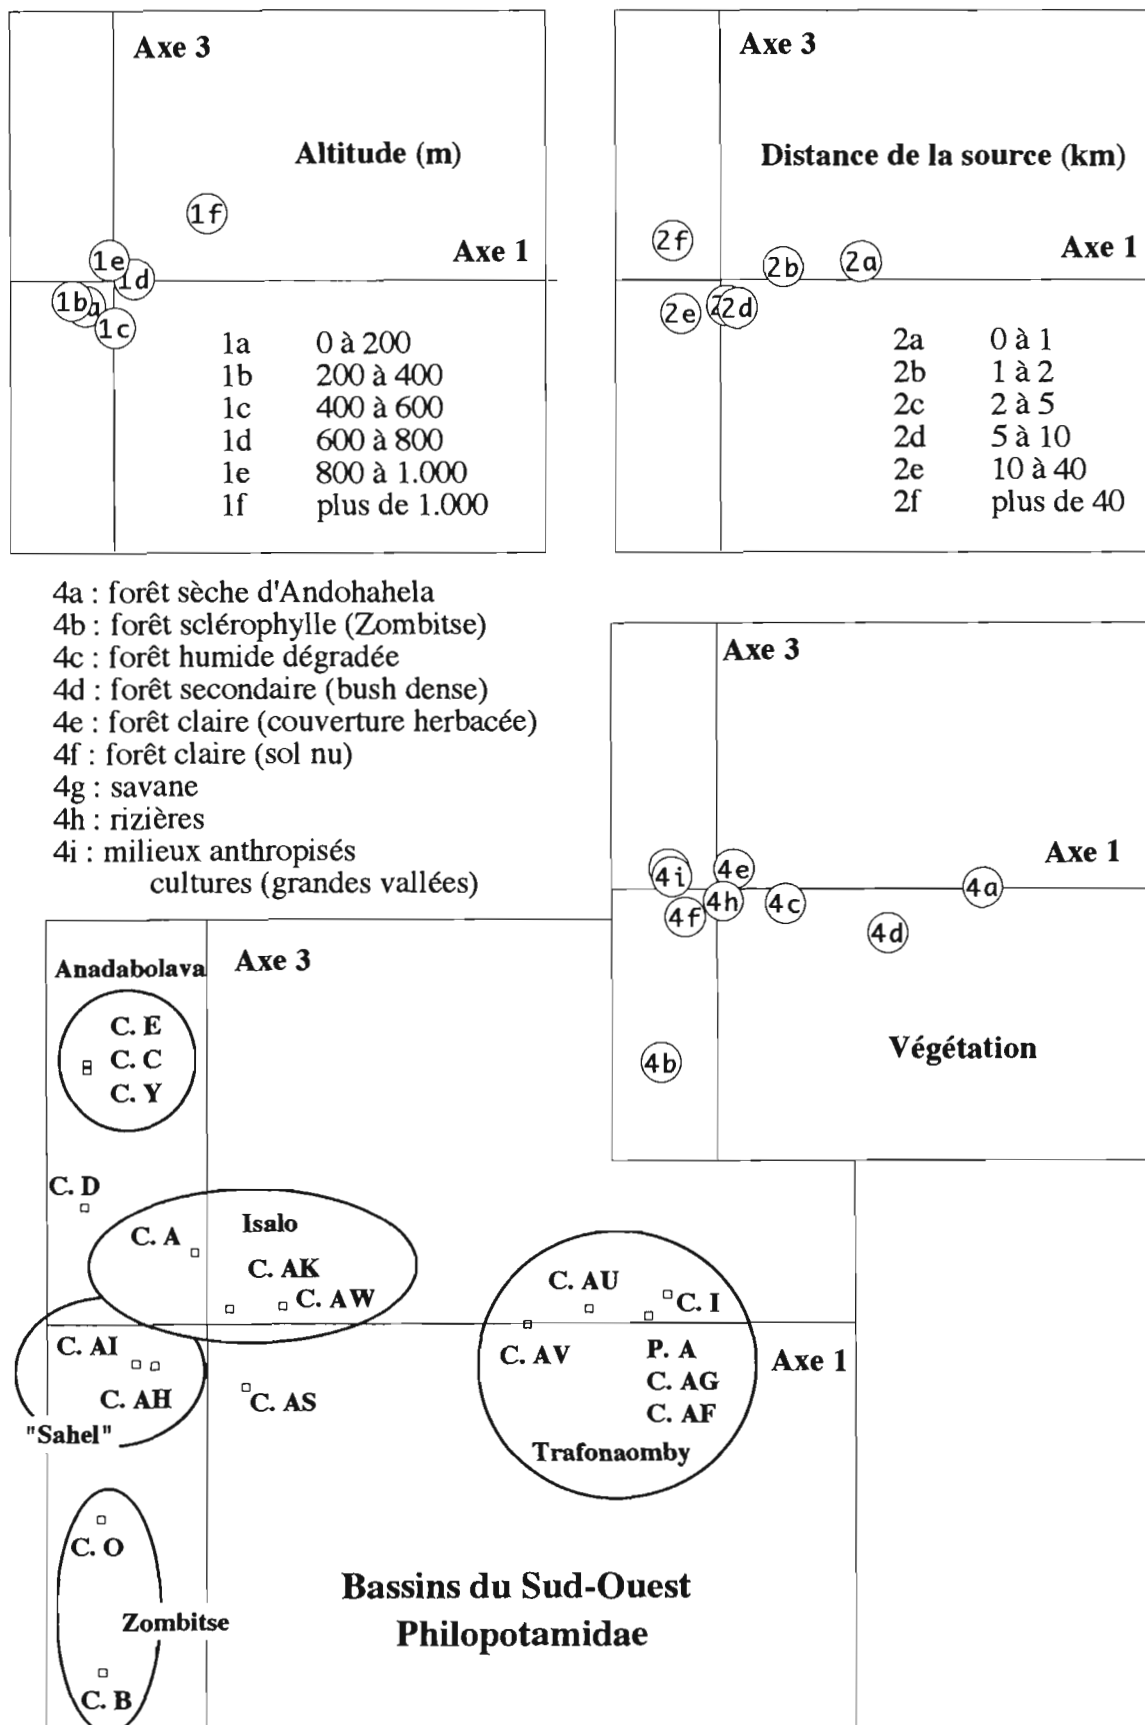 Axe 3
Altitude (m)
1f
Axe 1
1e
1d
1b
a
1c
1a 0 à 200
1b 200 à 400
1c 400 à 600
1d 600 à 800
1e 800 à 1.000
1f plus de 1.000
Axe 3
Distance de la source (km)
2f
2b
2a
Axe 1
2e
2
2d
2a 0 à 1
2b 1 à 2
2c 2 à 5
2d 5 à 10
2e 10 à 40
2f plus de 40
4a : forêt sèche d'Andohahela
4b : forêt sclérophylle (Zombitse)
4c : forêt humide dégradée
4d : forêt secondaire (bush dense)
4e : forêt claire (couverture herbacée)
4f : forêt claire (sol nu)
4g : savane
4h : rizières
4i : milieux anthropisés
cultures (grandes vallées)
Axe 3
Axe 1
4i
4e
4a
4f
4h
4c
4d
4b
Végétation
Anadabolava
Axe 3
C. E
C. C
C. Y
C. D
Isalo
C. A
C. AK
C. AW
C. AU
C. I
C. AI
C. AV
P. A
Axe 1
C. AH
C. AS
C. AG
C. AF
"Sahel"
Trafonaomby
C. O
Zombitse
C. B
Bassins du Sud-Ouest
Philopotamidae